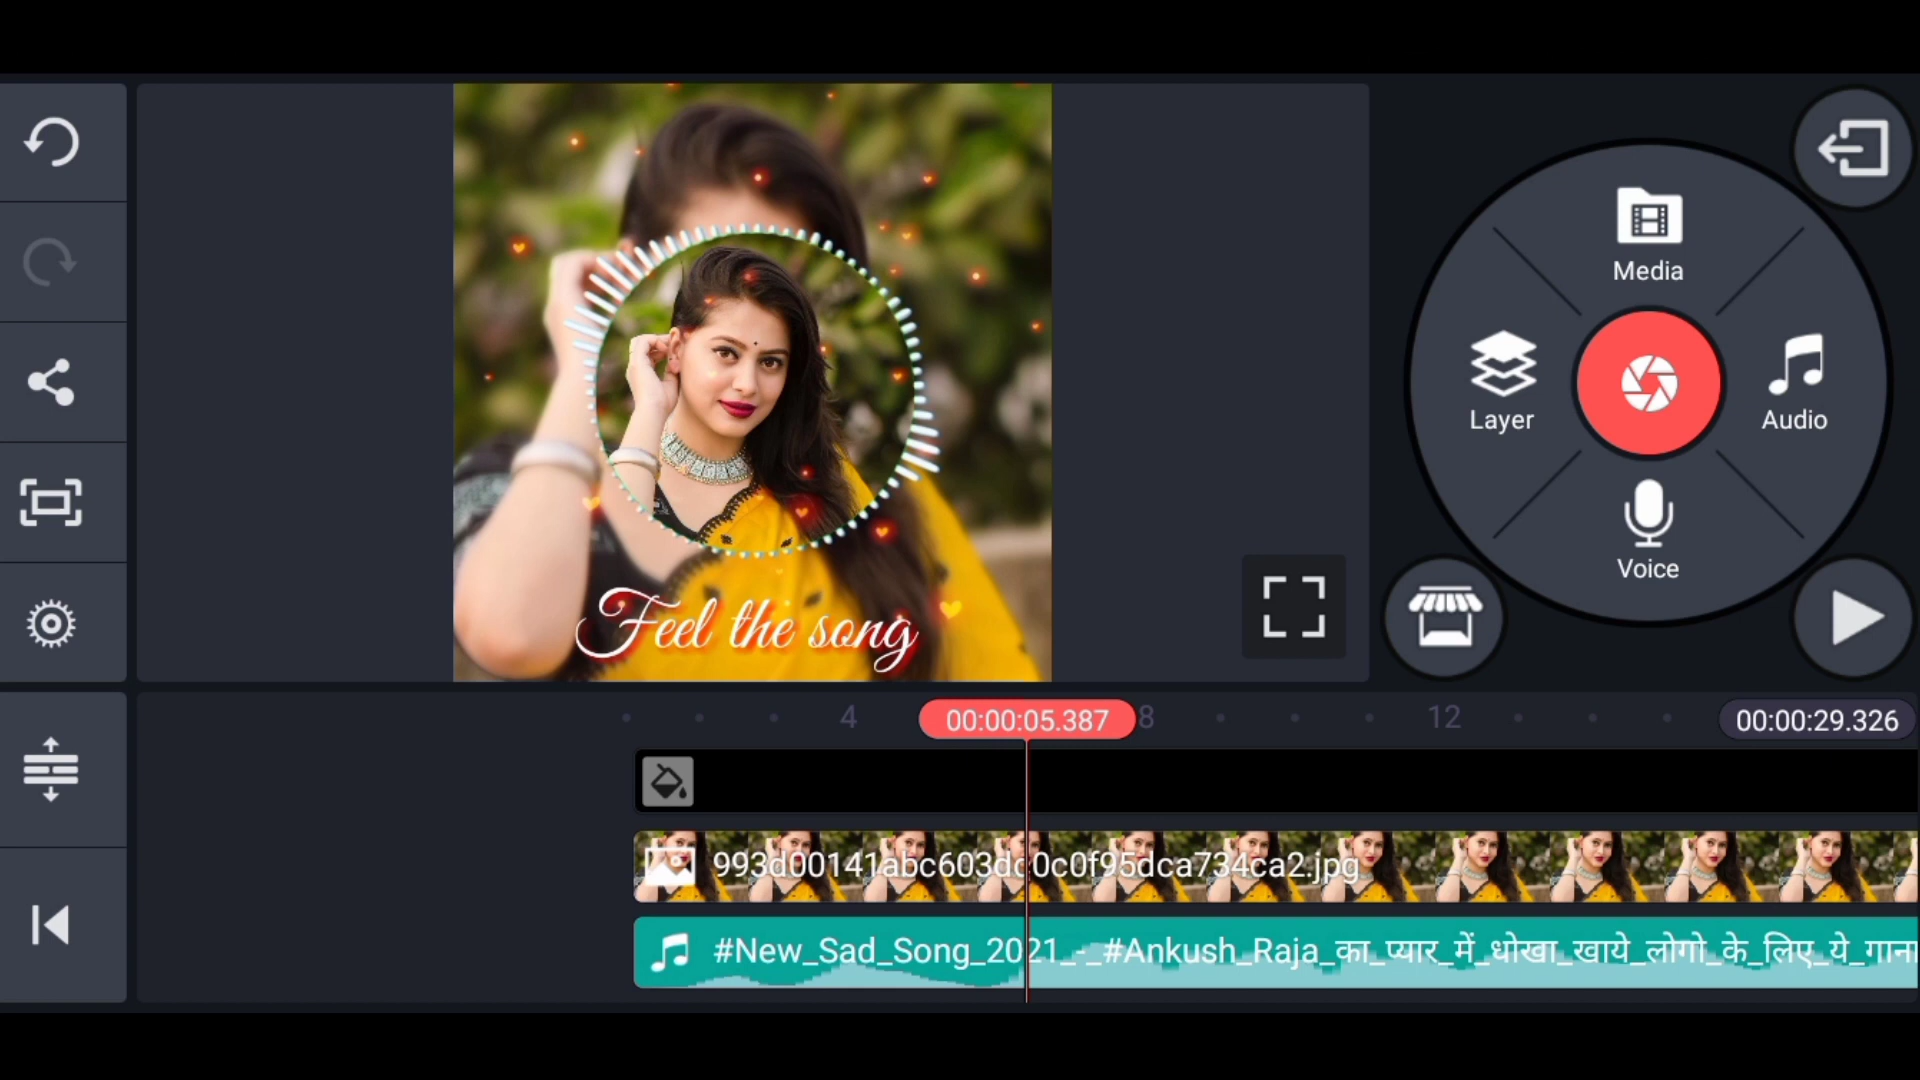 Media
Layer
Audio
Voice
Feel the song
4
00:00:05.387
8
12
00:00:29.326
993d00141abc603dc0c0f95dca734ca2.jpg
#New_Sad_Song_2021_-_#Ankush_Raja_का_प्यार_में_धोखा_खाये_लोगो_के_लिए_ये_गाना